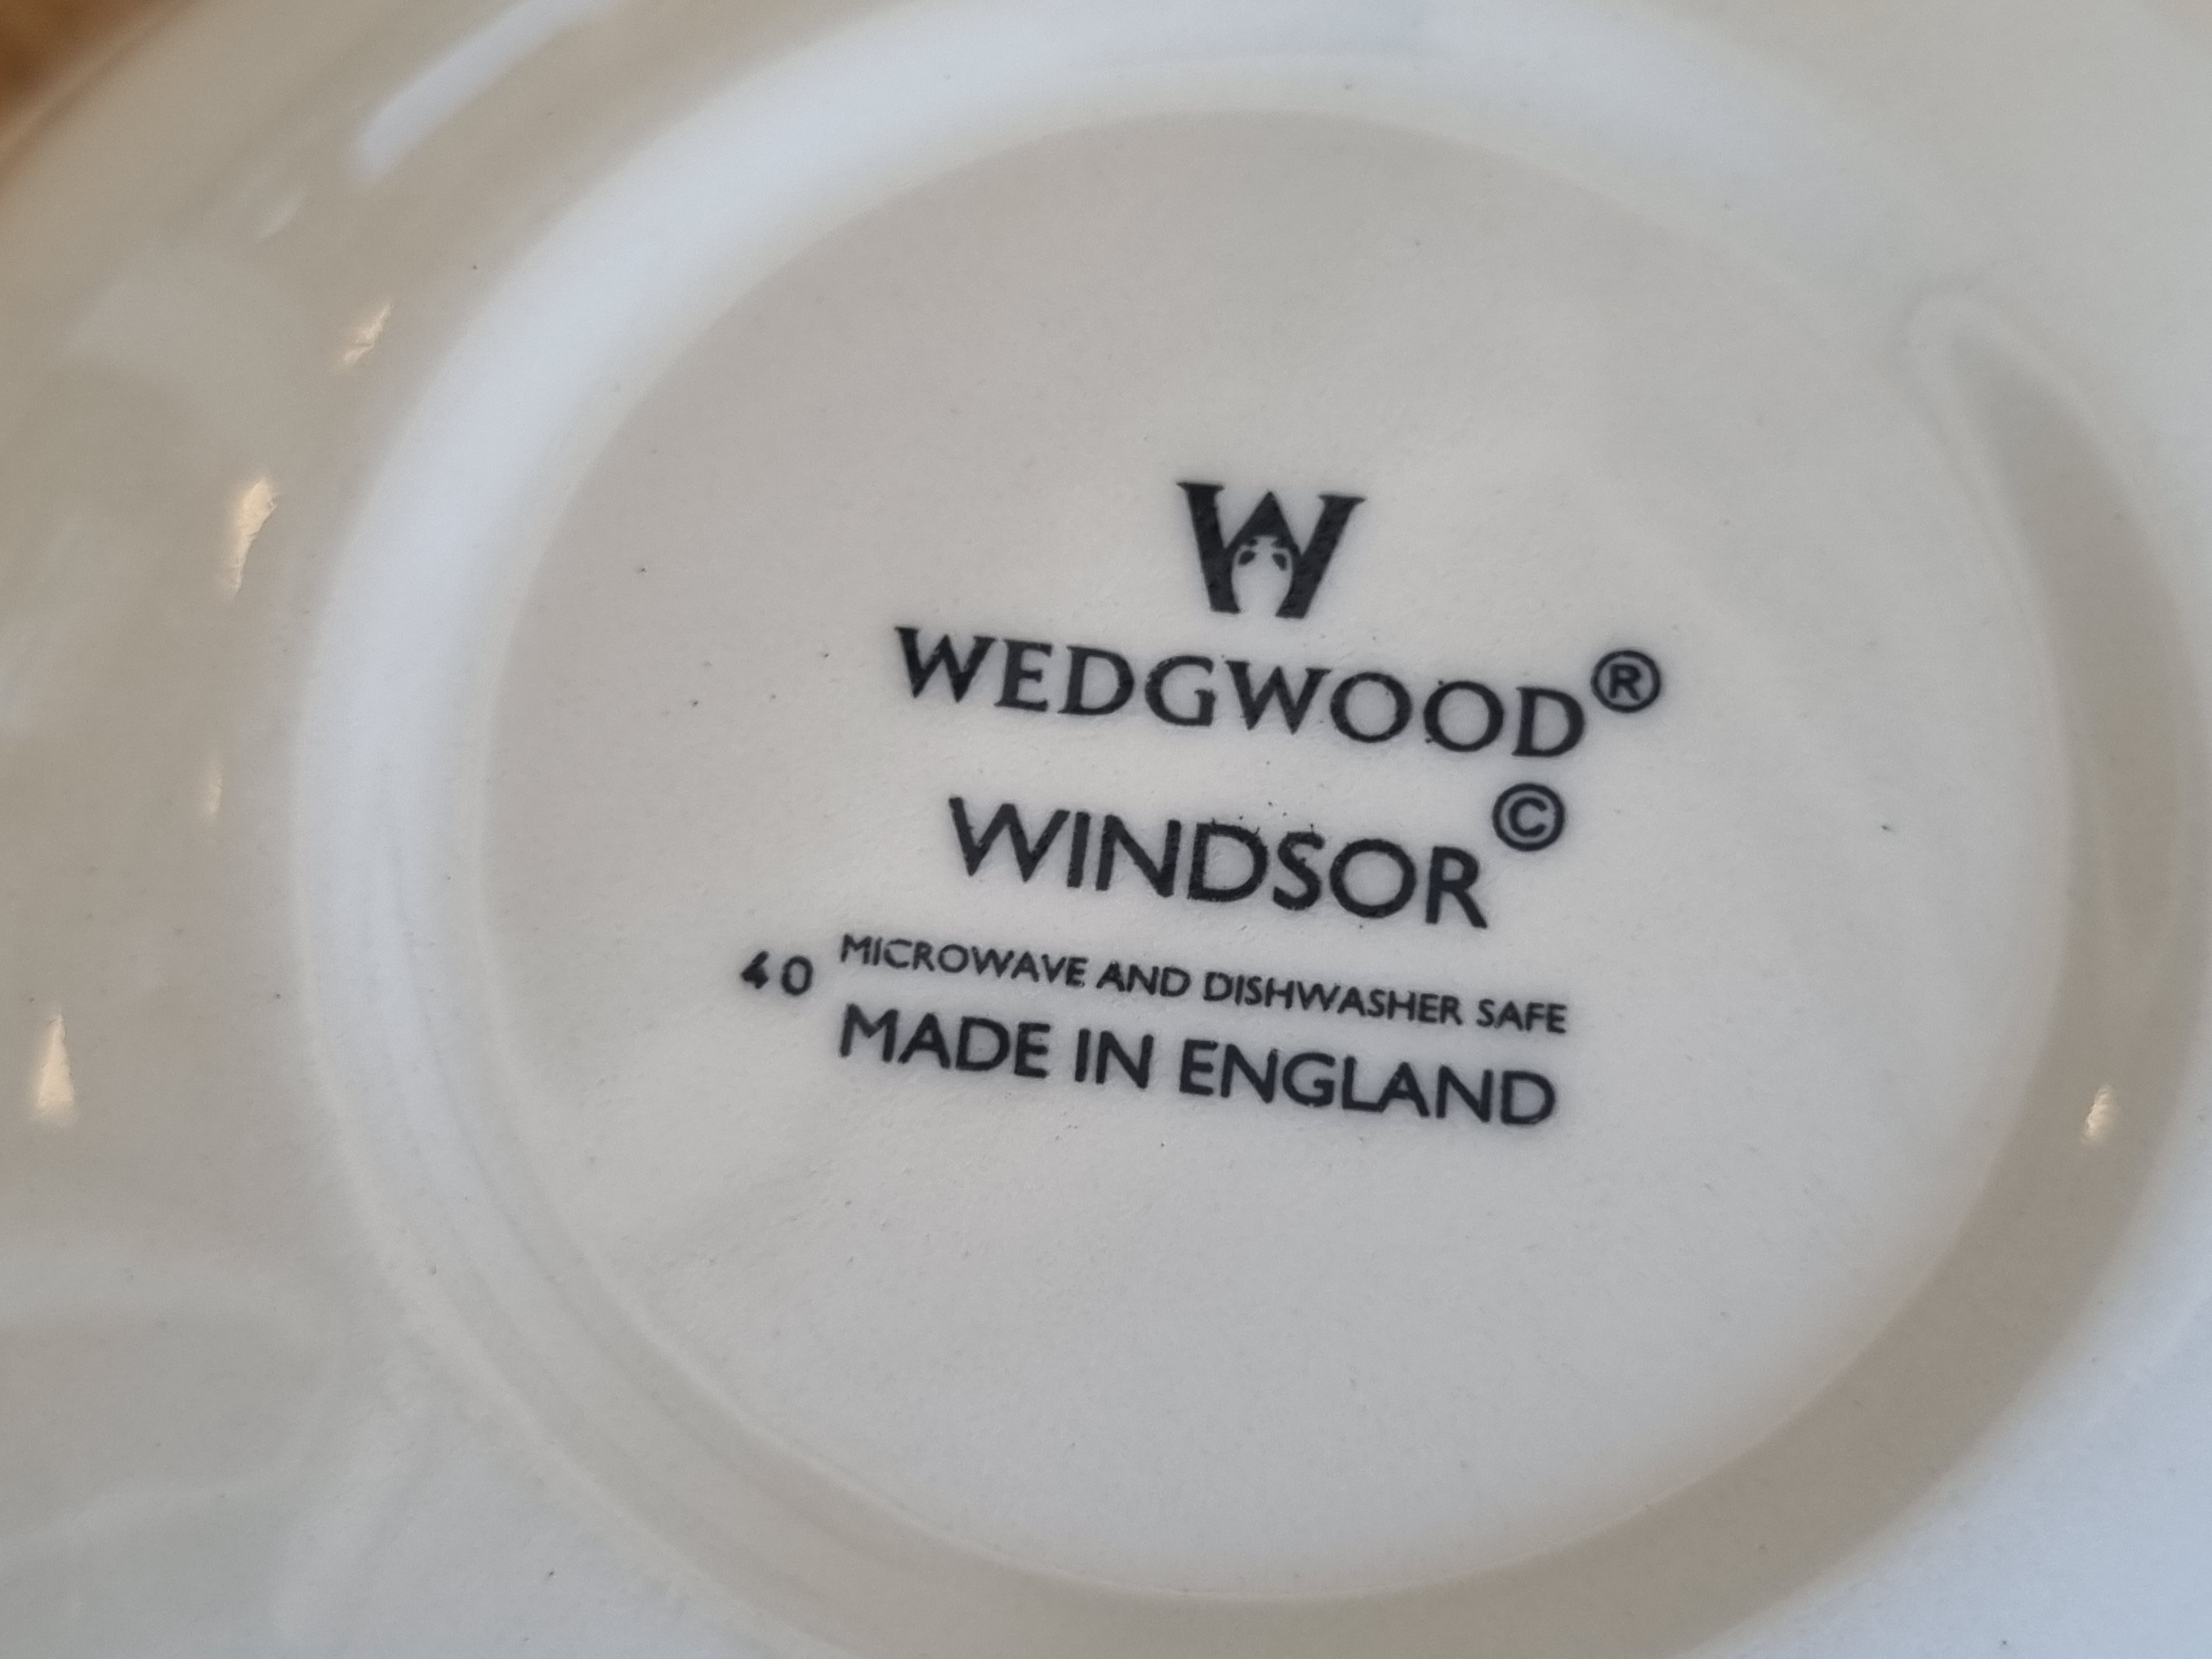 W
WEDGWOOD®
WINDSOR©
40 MICROWAVE AND DISHWASHER SAFE
MADE IN ENGLAND